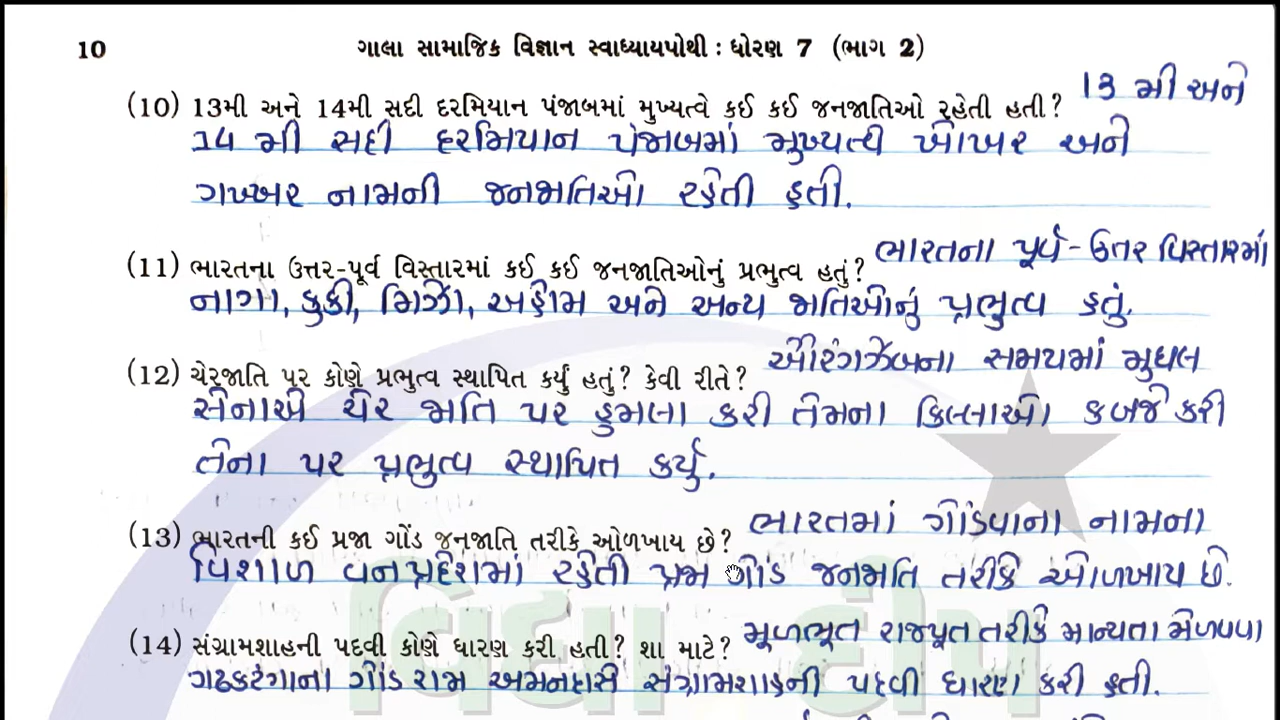 10
ગાલા સામાજિક વિજ્ઞાન સ્વાધ્યાયપોથી : ધોરણ 7 (ભાગ 2)
(10) 13મી અને 14મી સદી દરમિયાન પંજાબમાં મુખ્યત્વે કઈ કઈ જનજાતિઓ રહેતી હતી? 13 મી અને
14 મી સદી દરમિયાન પંજાબમાં મુખ્યત્વે ખોખર અને
ગખ્ખર નામની જનજાતિઓ રહેતી હતી.
(11) ભારતના ઉત્તર-પૂર્વ વિસ્તારમાં કઈ કઈ જનજાતિઓનું પ્રભુત્વ હતું? ભારતના પૂર્વ-ઉતર વિસ્તારમાં
નાગા, કુકી, મિઝો, અહોમ અને અન્ય જાતિઓનું પ્રભુત્વ હતું.
(12) ચેરજાતિ પર કોણે પ્રભુત્વ સ્થાપિત કર્યું હતું? કેવી રીતે? ઔરંગઝેબના સમયમાં મુઘલ
સેનાએ ચેર જાતિ પર હુમલા કરી તેમના કિલ્લાઓ કબજે કરી
તેના પર પ્રભુત્વ સ્થાપિત કર્યુ.
(13) ભારતની કઈ પ્રજા ગોંડ જનજાતિ તરીકે ઓળખાય છે? ભારતમાં ગોંડવાના નામના
વિશાળ વનપ્રદેશમાં રહેતી પ્રજા ગોંડ જનજાતિ તરીકે ઓળખાય છે.
(14) સંગ્રામશાહની પદવી કોણે ધારણ કરી હતી? શા માટે? મૂળભૂત રાજપૂત તરીકે માન્યતા મેળવવા
ગઢકટંગાના ગોંડ રાજા અમનદાસે સંગ્રામશાહની પદવી ધારણ કરી હતી.
વિદ્યા દીપ